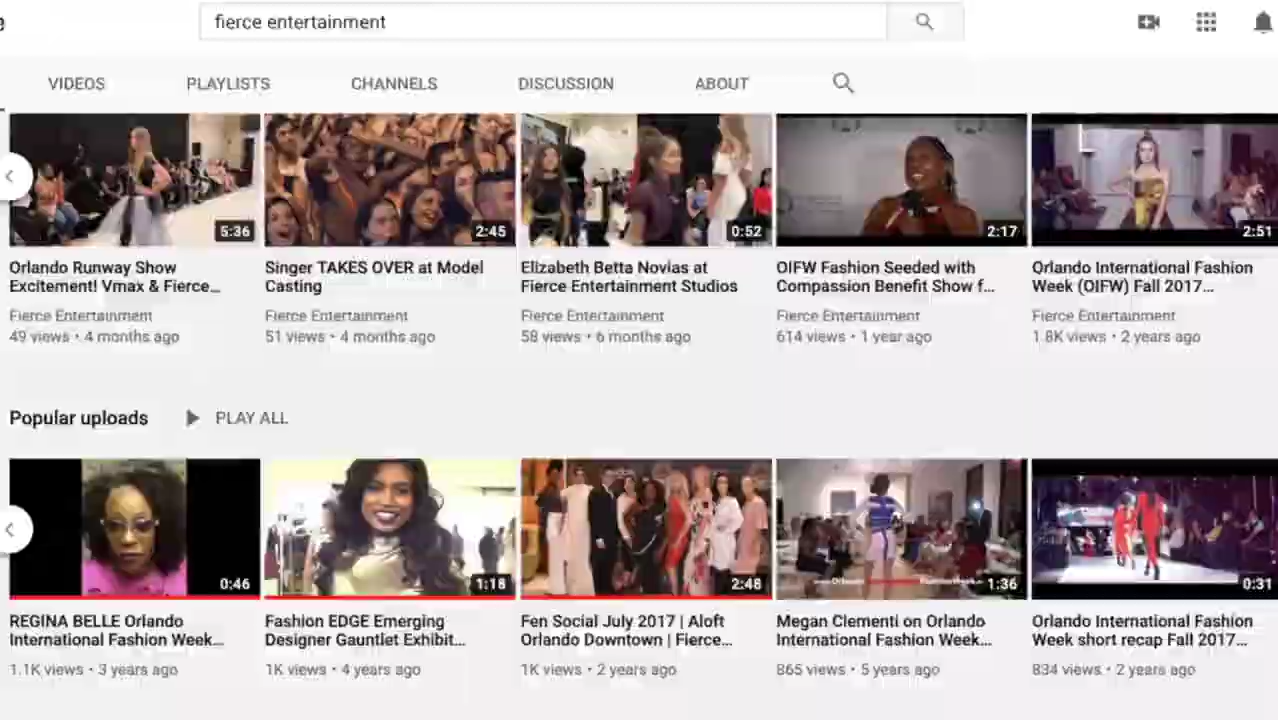 e
fierce entertainment
VIDEOS PLAYLISTS CHANNELS DISCUSSION ABOUT
5:36 2:45 0:52 2:17 2:51
Orlando Runway Show
Excitement! Vmax & Fierce...
Fierce Entertainment
49 views • 4 months ago
Singer TAKES OVER at Model
Casting
Fierce Entertainment
51 views • 4 months ago
Elizabeth Betta Novias at
Fierce Entertainment Studios
Fierce Entertainment
58 views • 6 months ago
OIFW Fashion Seeded with
Compassion Benefit Show f...
Fierce Entertainment
614 views • 1 year ago
Orlando International Fashion
Week (OIFW) Fall 2017...
Fierce Entertainment
1.8K views • 2 years ago
Popular uploads PLAY ALL
0:46 1:18 2:48 1:36 0:31
REGINA BELLE Orlando
International Fashion Week...
1.1K views • 3 years ago
Fashion EDGE Emerging
Designer Gauntlet Exhibit...
1K views • 4 years ago
Fen Social July 2017 | Aloft
Orlando Downtown | Fierce...
1K views • 2 years ago
Megan Clementi on Orlando
International Fashion Week...
865 views • 5 years ago
Orlando International Fashion
Week short recap Fall 2017...
834 views • 2 years ago